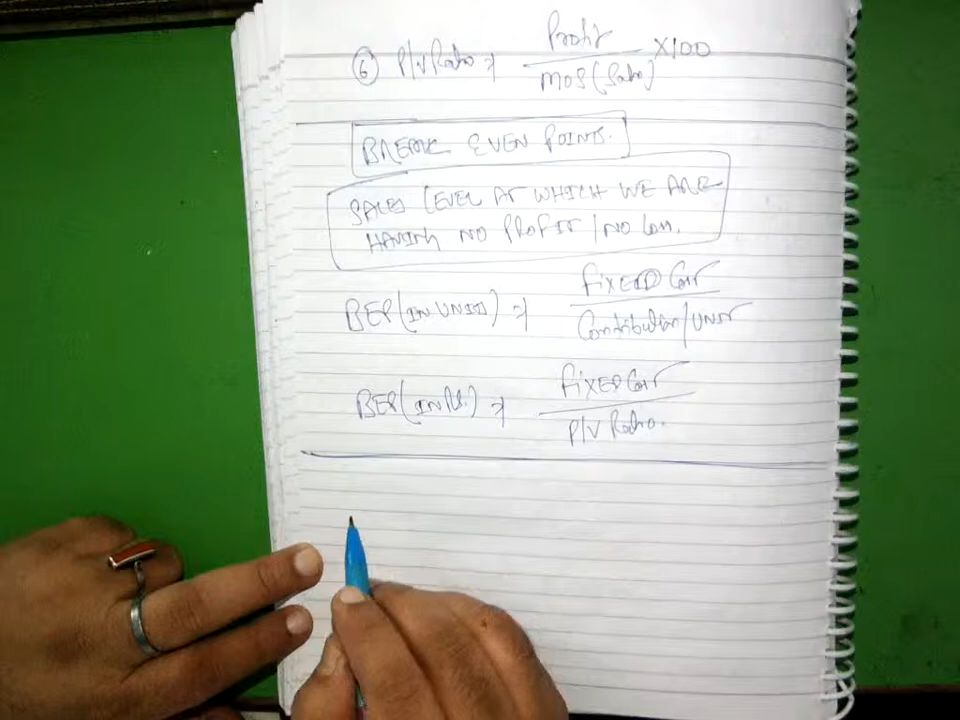 ⑥ P/V Ratio ⇒ Profit / MOS (Sales) ×100
BREAK EVEN POINTS.
SALES LEVEL AT WHICH WE ARE
HAVING NO PROFIT / NO Loss.
BEP (IN UNITS) ⇒ FIXED Cost / Contribution/UNIT
BEP (IN Rs.) ⇒ FIXED Cost / P/V Ratio.